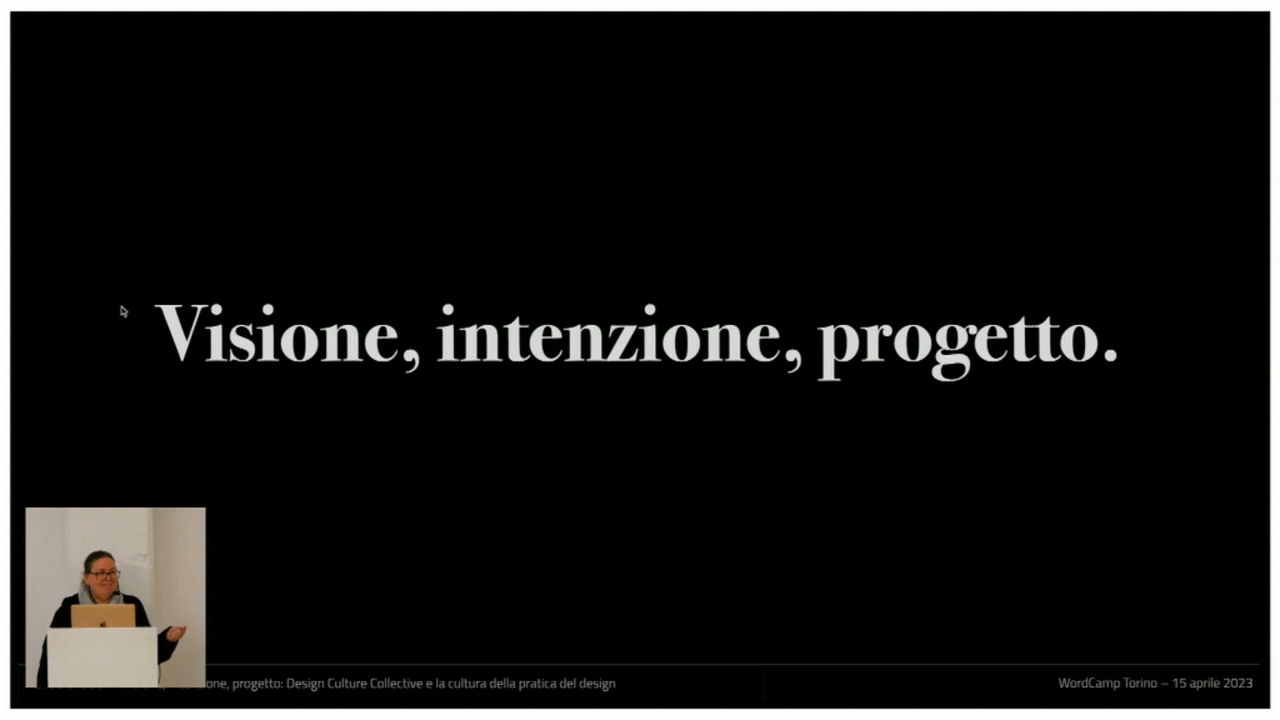 Visione, intenzione, progetto.
one, progetto: Design Culture Collective e la cultura della pratica del design
WordCamp Torino – 15 aprile 2023